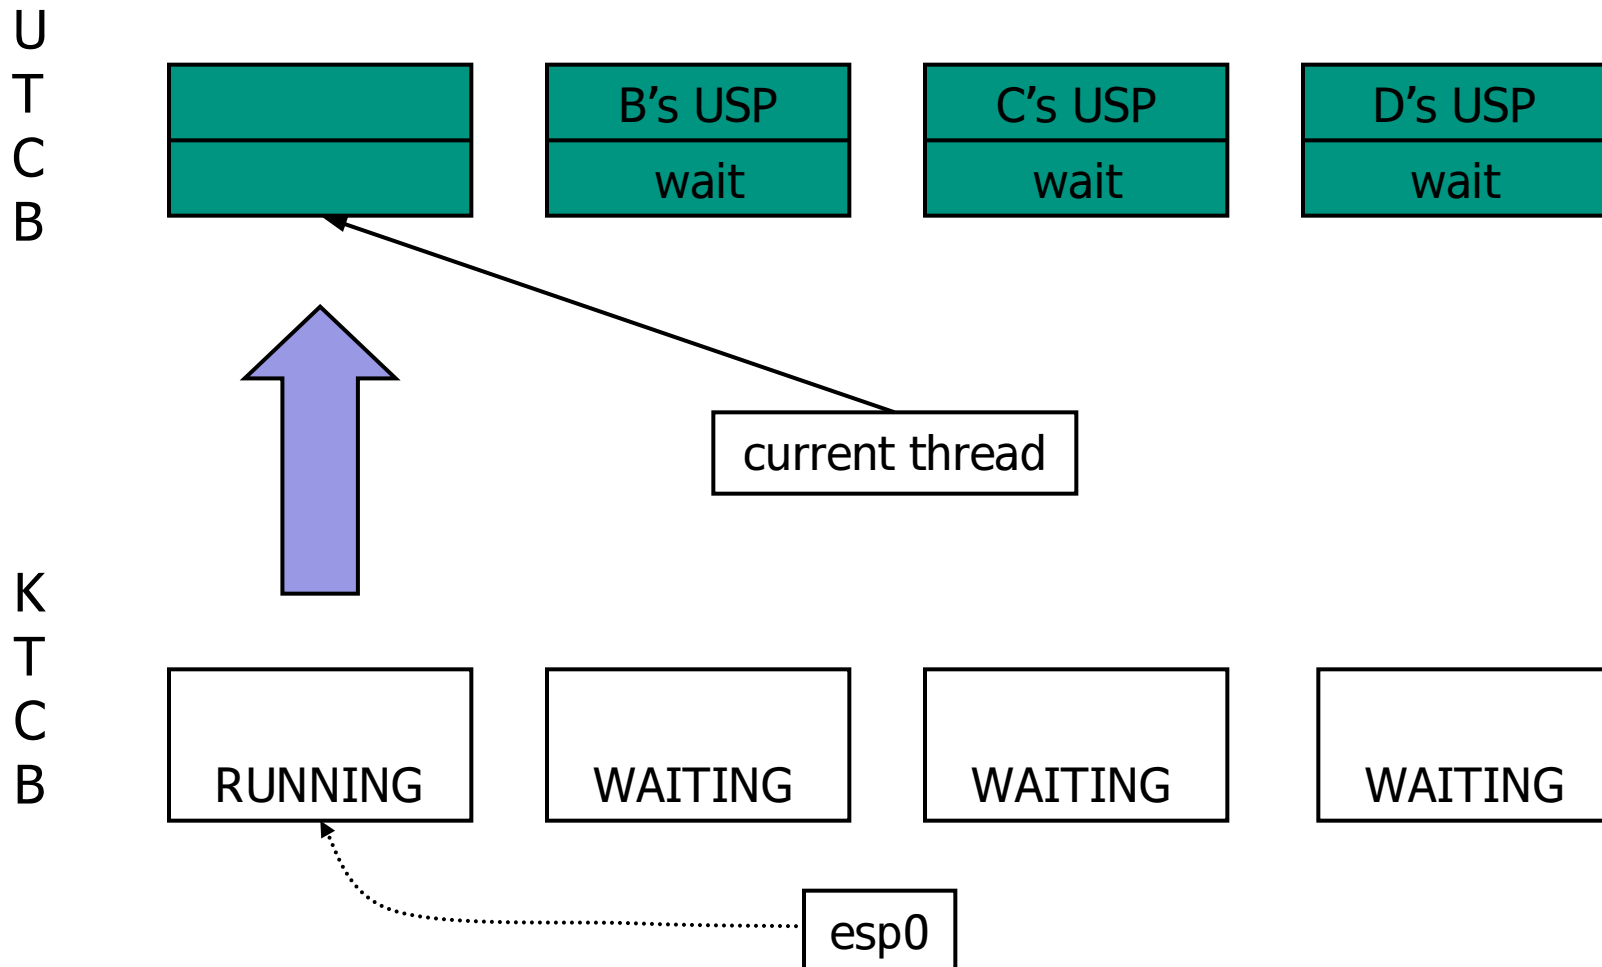 U
T
C
B
B’s USP
wait
C’s USP
wait
D’s USP
wait
current thread
K
T
C
B
RUNNING
WAITING
WAITING
WAITING
esp0